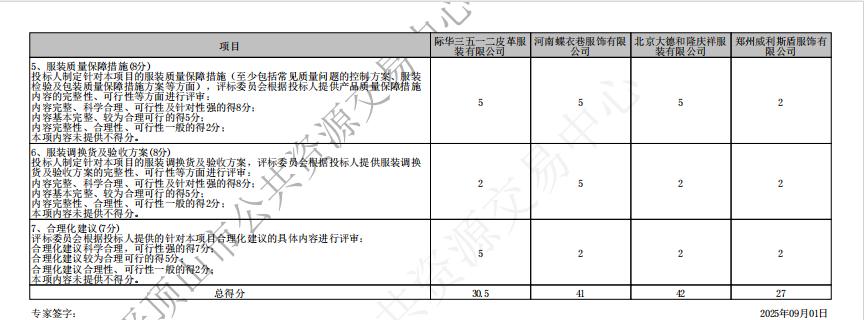 项目 际华三五一二皮革服装有限公司 河南蝶衣巷服饰有限公司 北京大德和隆庆祥服装有限公司 郑州威利斯盾服饰有限公司
5、服装质量保障措施(8分)
投标人制定针对本项目的服装质量保障措施（至少包括常见质量问题的控制方案、服装
检验及包装质量保障措施方案等方面），评标委员会根据投标人提供产品质量保障措施
内容的完整性、可行性等方面进行评审：
内容完整、科学合理、可行性及针对性强的得8分；
内容基本完整、较为合理可行的得5分；
内容完整性、合理性、可行性一般的得2分；
本项内容未提供不得分。
5 5 5 2
6、服装调换货及验收方案(8分)
投标人制定针对本项目的服装调换货及验收方案，评标委员会根据投标人提供服装调换
货及验收方案的完整性、可行性等方面进行评审：
内容完整、科学合理、可行性及针对性强的得8分；
内容基本完整、较为合理可行的得5分；
内容完整性、合理性、可行性一般的得2分；
本项内容未提供不得分。
2 5 2 2
7、合理化建议(7分)
评标委员会根据投标人提供的针对本项目合理化建议的具体内容进行评审：
合理化建议科学合理，可行性强的得7分；
合理化建议较为合理可行的得5分；
合理化建议合理性、可行性一般的得2分；
本项内容未提供不得分。
5 2 2 2
总得分 30.5 41 42 27
专家签字： 2025年09月01日
平顶山市公共资源交易中心
共资源交易中心